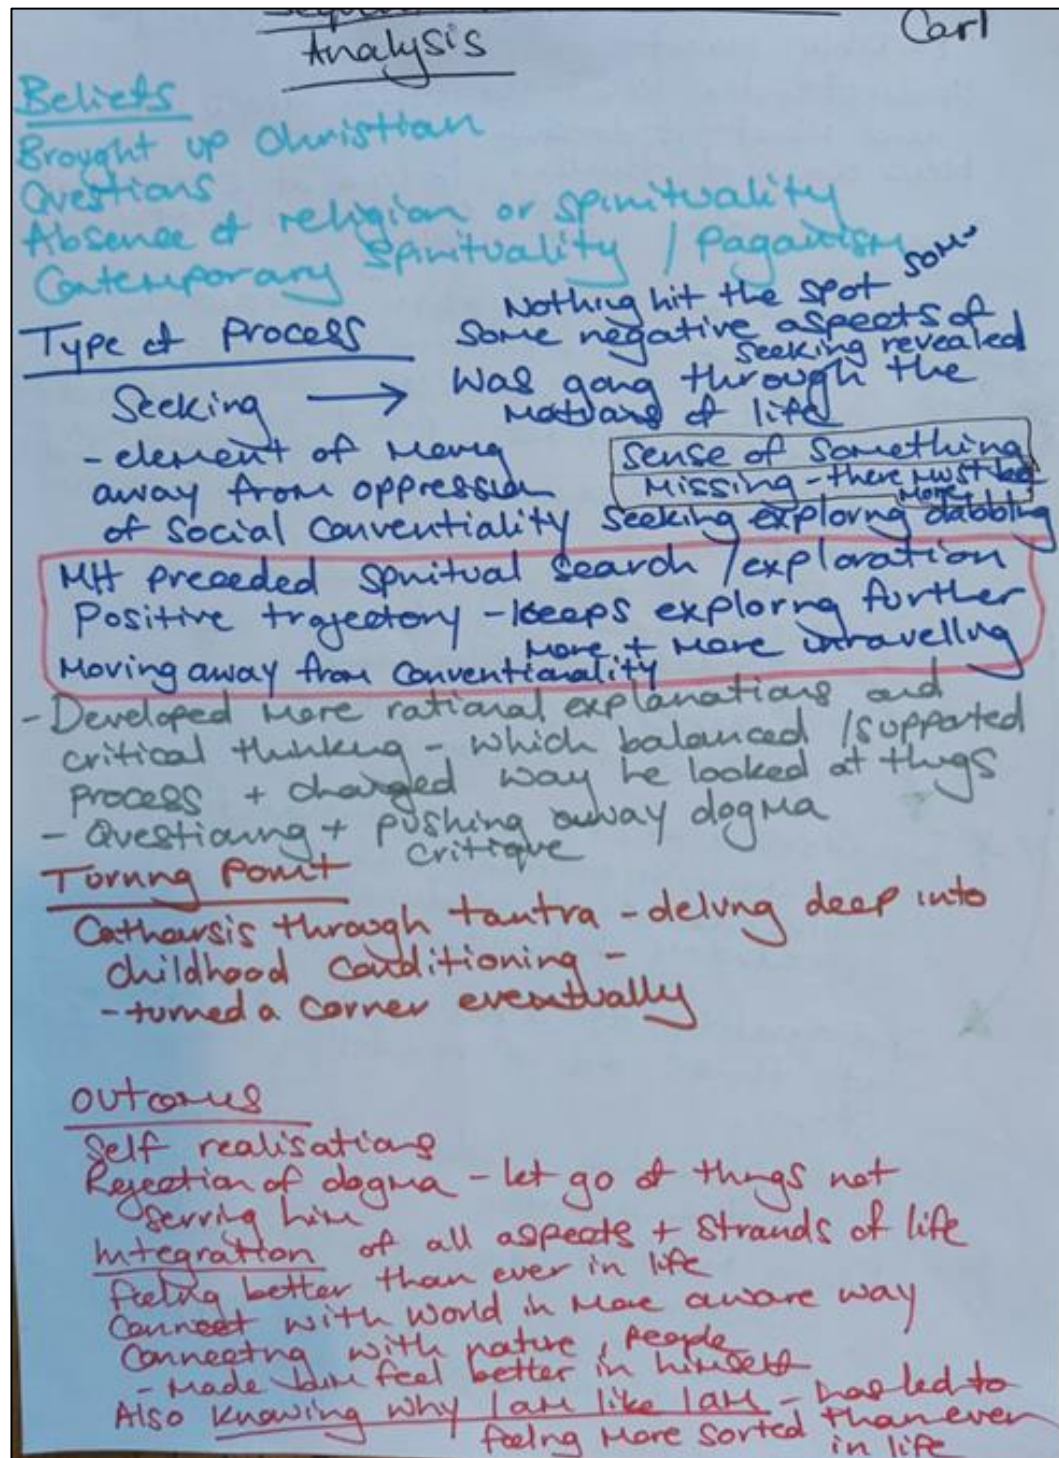 Analysis
Carl
Beliefs
Brought up Christian
Questions
Absence of religion or spirituality
Contemporary spirituality / Paganism
Type of Process
Nothing hit the spot som-
some negative aspects of
seeking revealed
Seeking → was going through the
motions of life
- element of moving
away from oppression
of social conventiality
sense of something
missing - there must be
more
seeking exploring dabbling
MH preceded spiritual search / exploration
Positive trajectory - keeps exploring further
more + more unravelling
Moving away from conventionality
- Developed more rational explanations and
critical thinking - which balanced / supported
process + changed way he looked at things
- Questioning + pushing away dogma
critique
Turning Point
Catharsis through tantra - delving deep into
childhood conditioning -
- turned a corner eventually
Outcomes
Self realisations
Rejection of dogma - let go of things not
serving him
Integration of all aspects + strands of life
feeling better than ever in life
Connect with world in more aware way
Connecting with nature, people
- made him feel better in himself
Also knowing why I am like I am - has led to
feeling more sorted than ever
in life